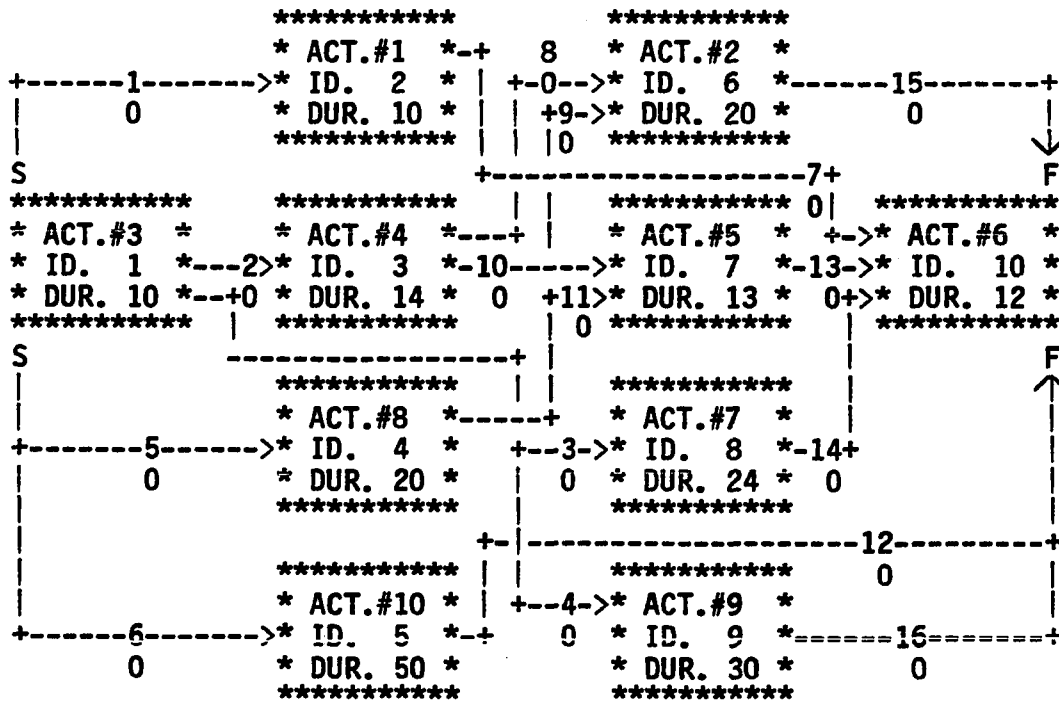 ***********                 ***********
* ACT.#1  *-+   8   * ACT.#2  *
+------1------->* ID.  2  * | +-0-->* ID.  6  *------15-------+
0 * DUR. 10 * | | +9->* DUR. 20 * 0
*********** | | |0 ***********
S +------------------7+ F
*********** *********** | | *********** 0| ***********
* ACT.#3  * * ACT.#4  *---+ | * ACT.#5  * +->* ACT.#6  *
* ID.  1  *---2>* ID.  3  *-10----->* ID.  7  *-13->* ID.  10 *
* DUR. 10 *--+0 * DUR. 14 * 0 +11>* DUR. 13 * 0+>* DUR. 12 *
*********** | *********** | 0 *********** | ***********
S ----------------+ | | F
*********** | | *********** |
* ACT.#8  *-----+ * ACT.#7  * |
+-------5------>* ID.  4  * +--3->* ID.  8  *-14+
0 * DUR. 20 * | 0 * DUR. 24 * 0
*********** | ***********
+-|--------------------12--------+
*********** | | *********** 0
* ACT.#10 * | +--4->* ACT.#9  *
+------6------->* ID.  5  *-+ 0 * ID.  9  *======16=======+
0 * DUR. 50 * * DUR. 30 * 0
*********** ***********